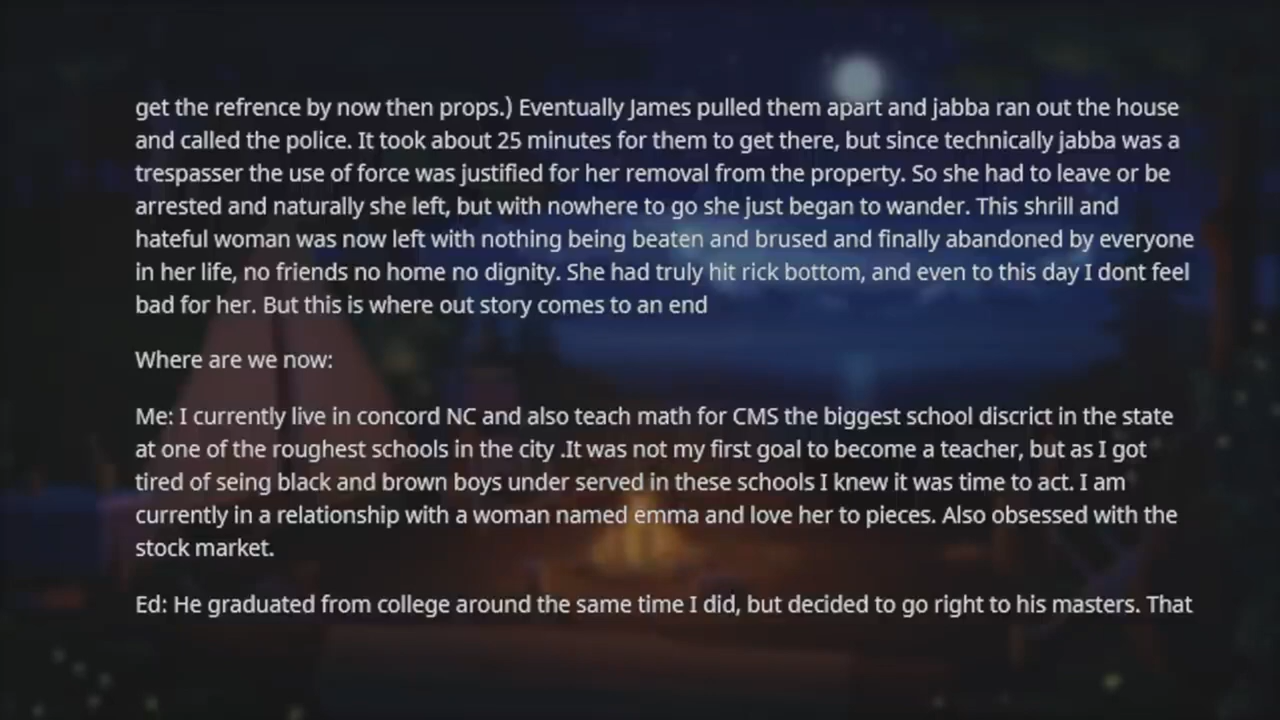 get the refrence by now then props.) Eventually James pulled them apart and jabba ran out the house
and called the police. It took about 25 minutes for them to get there, but since technically jabba was a
trespasser the use of force was justified for her removal from the property. So she had to leave or be
arrested and naturally she left, but with nowhere to go she just began to wander. This shrill and
hateful woman was now left with nothing being beaten and brused and finally abandoned by everyone
in her life, no friends no home no dignity. She had truly hit rick bottom, and even to this day I dont feel
bad for her. But this is where out story comes to an end
Where are we now:
Me: I currently live in concord NC and also teach math for CMS the biggest school discrict in the state
at one of the roughest schools in the city .It was not my first goal to become a teacher, but as I got
tired of seing black and brown boys under served in these schools I knew it was time to act. I am
currently in a relationship with a woman named emma and love her to pieces. Also obsessed with the
stock market.
Ed: He graduated from college around the same time I did, but decided to go right to his masters. That